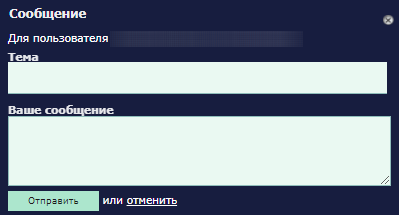 Сообщение
Для пользователя
Тема
Ваше сообщение
Отправить или отменить